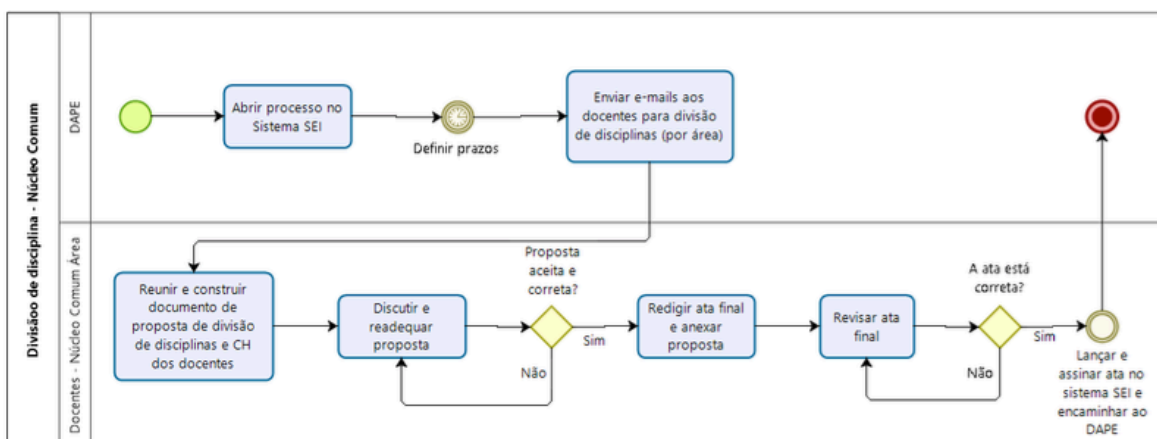 Divisãoo de disciplina - Núcleo Comum
DAPE
Abrir processo no
Sistema SEI
Definir prazos
Enviar e-mails aos
docentes para divisão
de disciplinas (por área)
Docentes - Núcleo Comum Área
Reunir e construir
documento de
proposta de divisão
de disciplinas e CH
dos docentes
Discutir e
readequar
proposta
Proposta
aceita e
correta?
Sim
Não
Redigir ata final
e anexar
proposta
Revisar ata
final
A ata está
correta?
Sim
Não
Lançar e
assinar ata no
sistema SEI e
encaminhar ao
DAPE